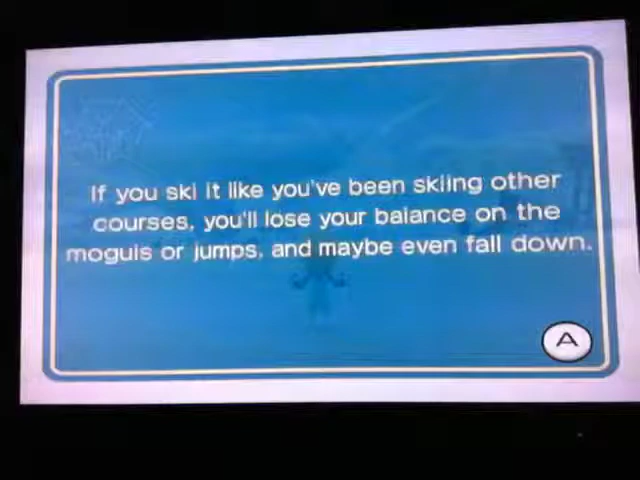 If you ski it like you've been skiing other
courses, you'll lose your balance on the
moguls or jumps, and maybe even fall down.
A